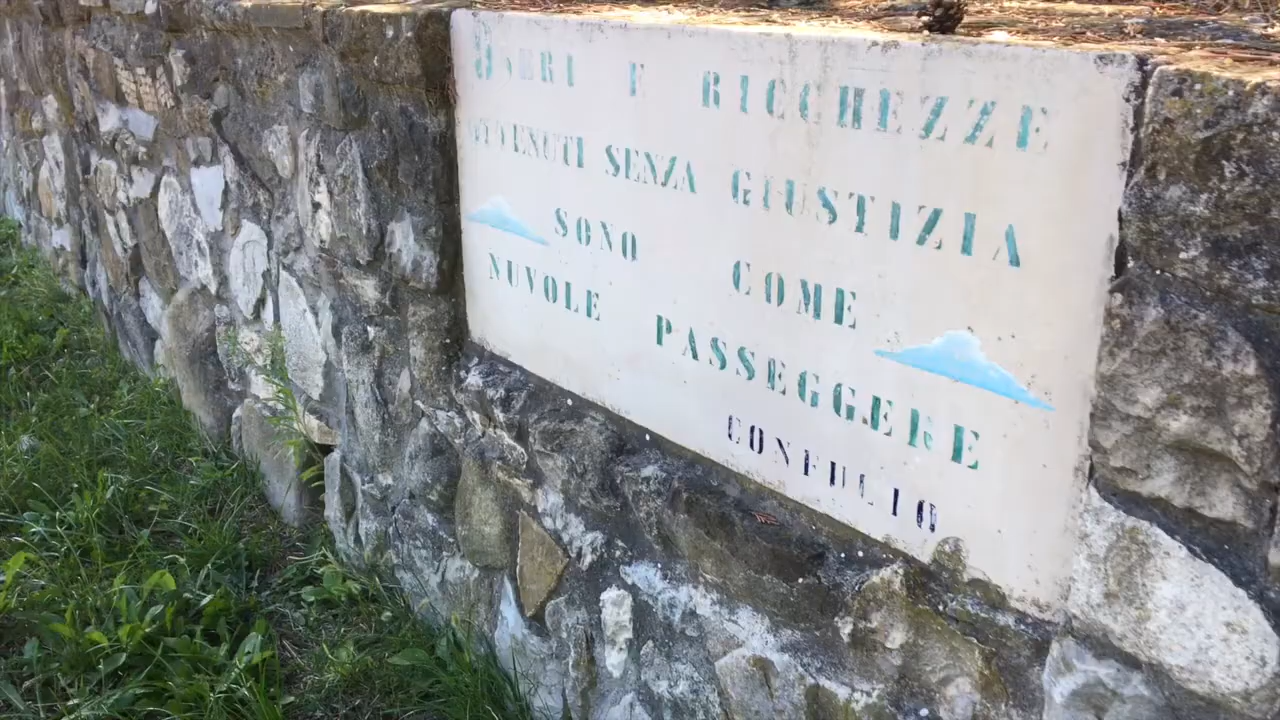 E RICCHEZZE
OTTENUTI SENZA GIUSTIZIA
SONO COME
NUVOLE PASSEGGERE
CONFUCIO